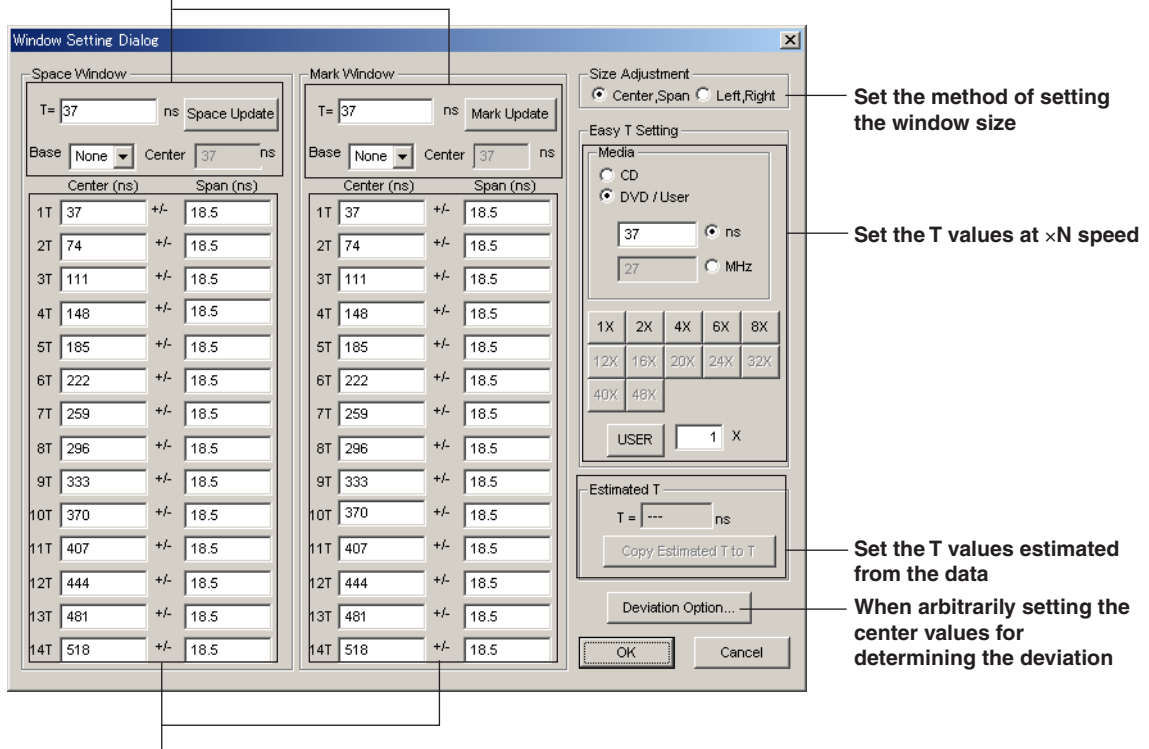 Window Setting Dialog
Space Window
T= 37 ns Space Update
Base None Center 37 ns
Center (ns) Span (ns)
1T 37 +/- 18.5
2T 74 +/- 18.5
3T 111 +/- 18.5
4T 148 +/- 18.5
5T 185 +/- 18.5
6T 222 +/- 18.5
7T 259 +/- 18.5
8T 296 +/- 18.5
9T 333 +/- 18.5
10T 370 +/- 18.5
11T 407 +/- 18.5
12T 444 +/- 18.5
13T 481 +/- 18.5
14T 518 +/- 18.5
Mark Window
T= 37 ns Mark Update
Base None Center 37 ns
Center (ns) Span (ns)
1T 37 +/- 18.5
2T 74 +/- 18.5
3T 111 +/- 18.5
4T 148 +/- 18.5
5T 185 +/- 18.5
6T 222 +/- 18.5
7T 259 +/- 18.5
8T 296 +/- 18.5
9T 333 +/- 18.5
10T 370 +/- 18.5
11T 407 +/- 18.5
12T 444 +/- 18.5
13T 481 +/- 18.5
14T 518 +/- 18.5
Size Adjustment
Center,Span Left,Right
Easy T Setting
Media
CD
DVD / User
37 ns
27 MHz
1X 2X 4X 6X 8X
12X 16X 20X 24X 32X
40X 48X
USER 1 X
Estimated T
T = --- ns
Copy Estimated T to T
Deviation Option...
OK Cancel
Set the method of setting
the window size
Set the T values at ×N speed
Set the T values estimated
from the data
When arbitrarily setting the
center values for
determining the deviation